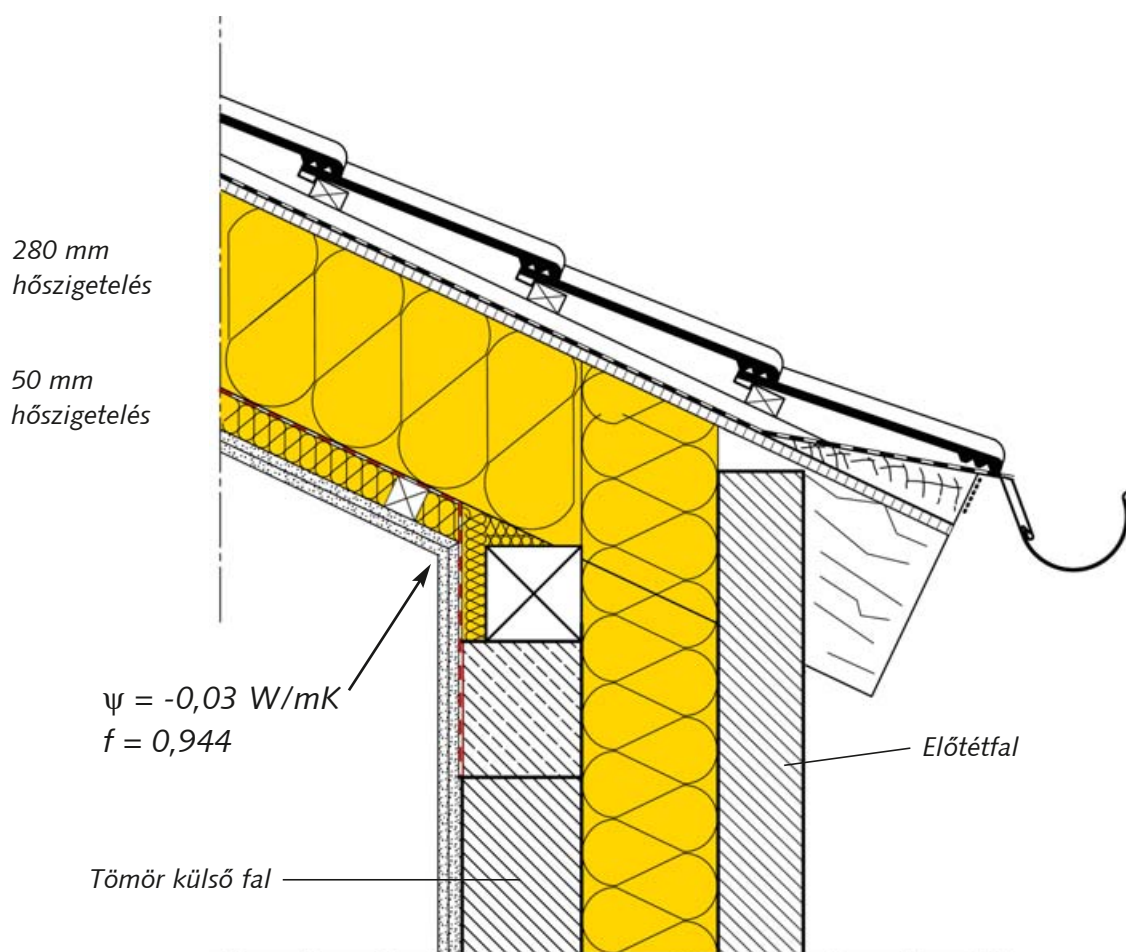 280 mm
hőszigetelés
50 mm
hőszigetelés
ψ = -0,03 W/mK
f = 0,944
Előtétfal
Tömör külső fal